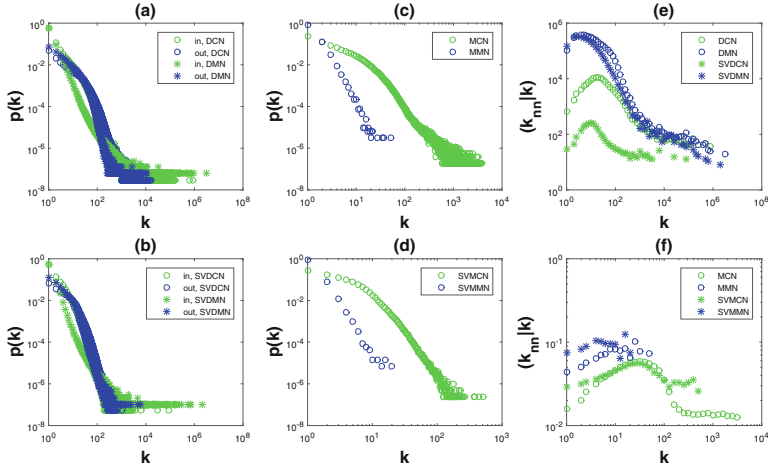 (a)
10^0
10^-2
10^-4
10^-6
10^-8
p(k)
10^0
10^2
10^4
10^6
10^8
k
in, DCN
out, DCN
in, DMN
out, DMN
(c)
10^0
10^-2
10^-4
10^-6
10^-8
p(k)
10^0
10^1
10^2
10^3
10^4
k
MCN
MMN
(e)
10^6
10^4
10^2
10^0
(k_nn|k)
10^0
10^2
10^4
10^6
10^8
k
DCN
DMN
SVDCN
SVDMN
(b)
10^0
10^-2
10^-4
10^-6
10^-8
p(k)
10^0
10^2
10^4
10^6
10^8
k
in, SVDCN
out, SVDCN
in, SVDMN
out, SVDMN
(d)
10^0
10^-2
10^-4
10^-6
10^-8
p(k)
10^0
10^1
10^2
10^3
k
SVMCN
SVMMN
(f)
10^0
10^-1
10^-2
(k_nn|k)
10^0
10^1
10^2
10^3
10^4
k
MCN
MMN
SVMCN
SVMMN